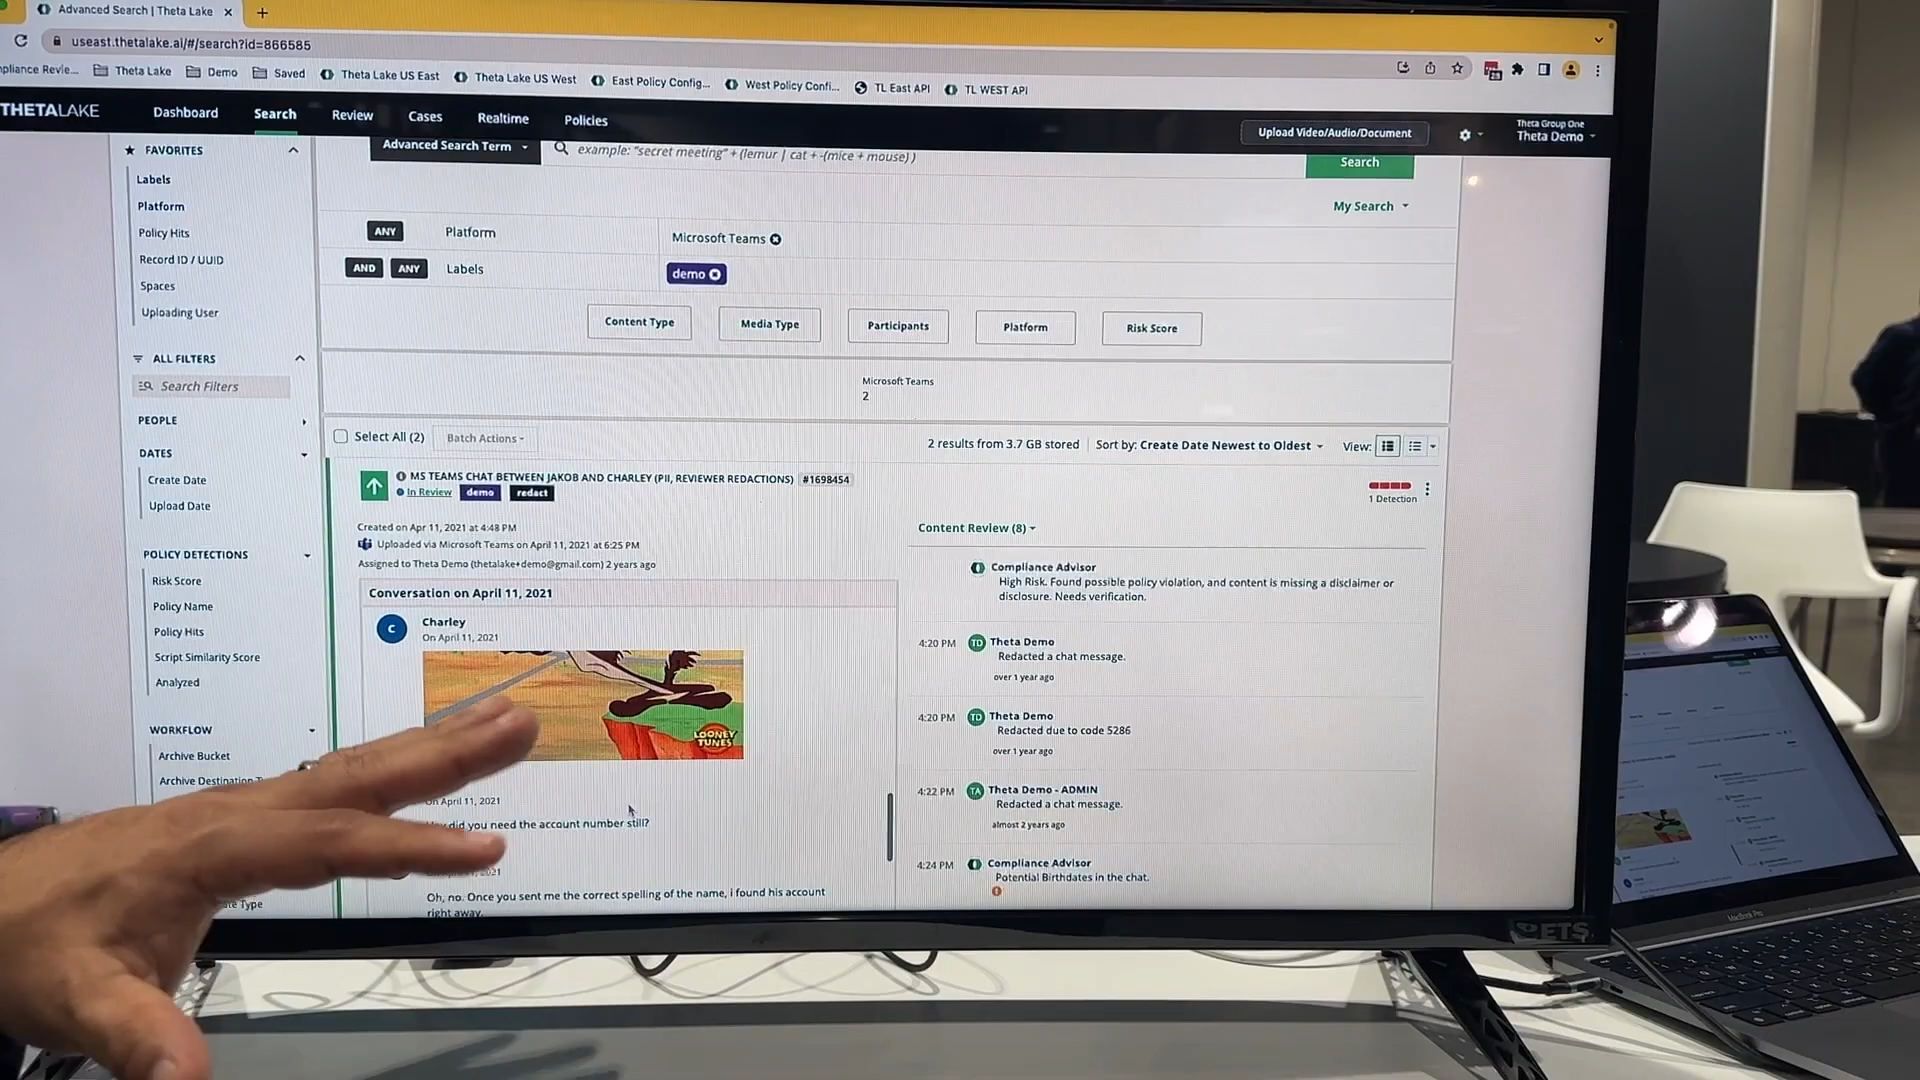 Advanced Search | Theta Lake
useast.thetalake.ai/#/search?id=866585
pliance Revie... Theta Lake Demo Saved Theta Lake US East Theta Lake US West East Policy Config... West Policy Confi... TL East API TL WEST API
THETALAKE Dashboard Search Review Cases Realtime Policies Upload Video/Audio/Document Theta Group One
Theta Demo
FAVORITES
Labels
Platform
Policy Hits
Record ID / UUID
Spaces
Uploading User
ALL FILTERS
Search Filters
PEOPLE
DATES
Create Date
Upload Date
POLICY DETECTIONS
Risk Score
Policy Name
Policy Hits
Script Similarity Score
Analyzed
WORKFLOW
Archive Bucket
Archive Destination T
te Type
Advanced Search Term example: "secret meeting" + (lemur | cat + -(mice + mouse) ) Search
My Search
ANY Platform Microsoft Teams
AND ANY Labels demo
Content Type Media Type Participants Platform Risk Score
Microsoft Teams
2
Select All (2) Batch Actions 2 results from 3.7 GB stored Sort by: Create Date Newest to Oldest View:
MS TEAMS CHAT BETWEEN JAKOB AND CHARLEY (PII, REVIEWER REDACTIONS) #1698454
In Review demo redact
1 Detection
Created on Apr 11, 2021 at 4:48 PM
Uploaded via Microsoft Teams on April 11, 2021 at 6:25 PM
Assigned to Theta Demo (thetalake+demo@gmail.com) 2 years ago
Conversation on April 11, 2021
C Charley
On April 11, 2021
LOONEY
TUNES
On April 11, 2021
did you need the account number still?
2021
Oh, no. Once you sent me the correct spelling of the name, i found his account
right away.
Content Review (8)
Compliance Advisor
High Risk. Found possible policy violation, and content is missing a disclaimer or
disclosure. Needs verification.
4:20 PM TD Theta Demo
Redacted a chat message.
over 1 year ago
4:20 PM TD Theta Demo
Redacted due to code 5286
over 1 year ago
4:22 PM TA Theta Demo - ADMIN
Redacted a chat message.
almost 2 years ago
4:24 PM Compliance Advisor
Potential Birthdates in the chat.
MacBook Pro